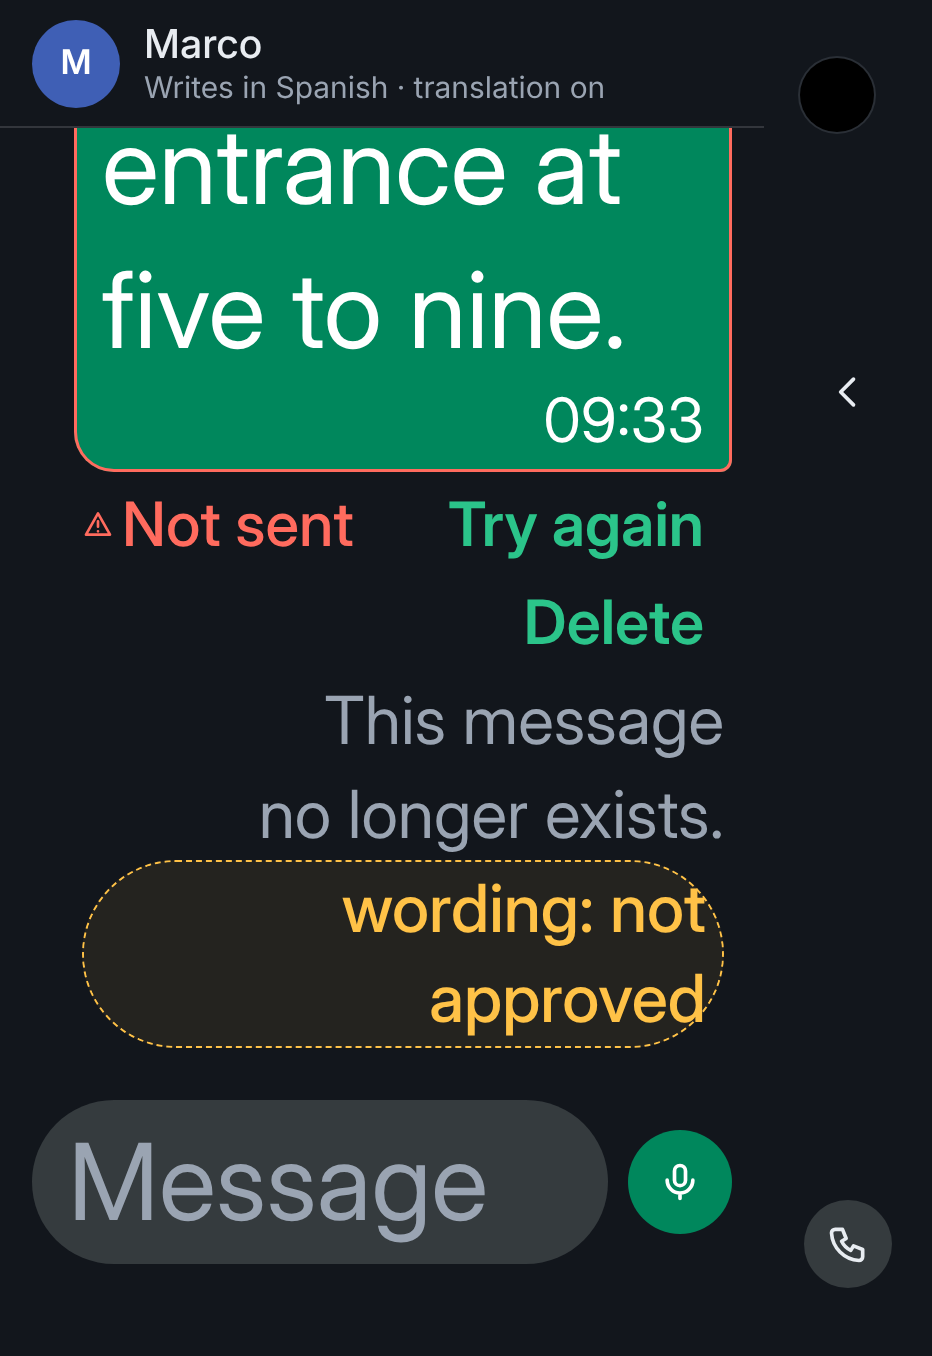 M
Marco
Writes in Spanish · translation on
entrance at
five to nine.
09:33
Not sent
Try again
Delete
This message
no longer exists.
wording: not
approved
Message